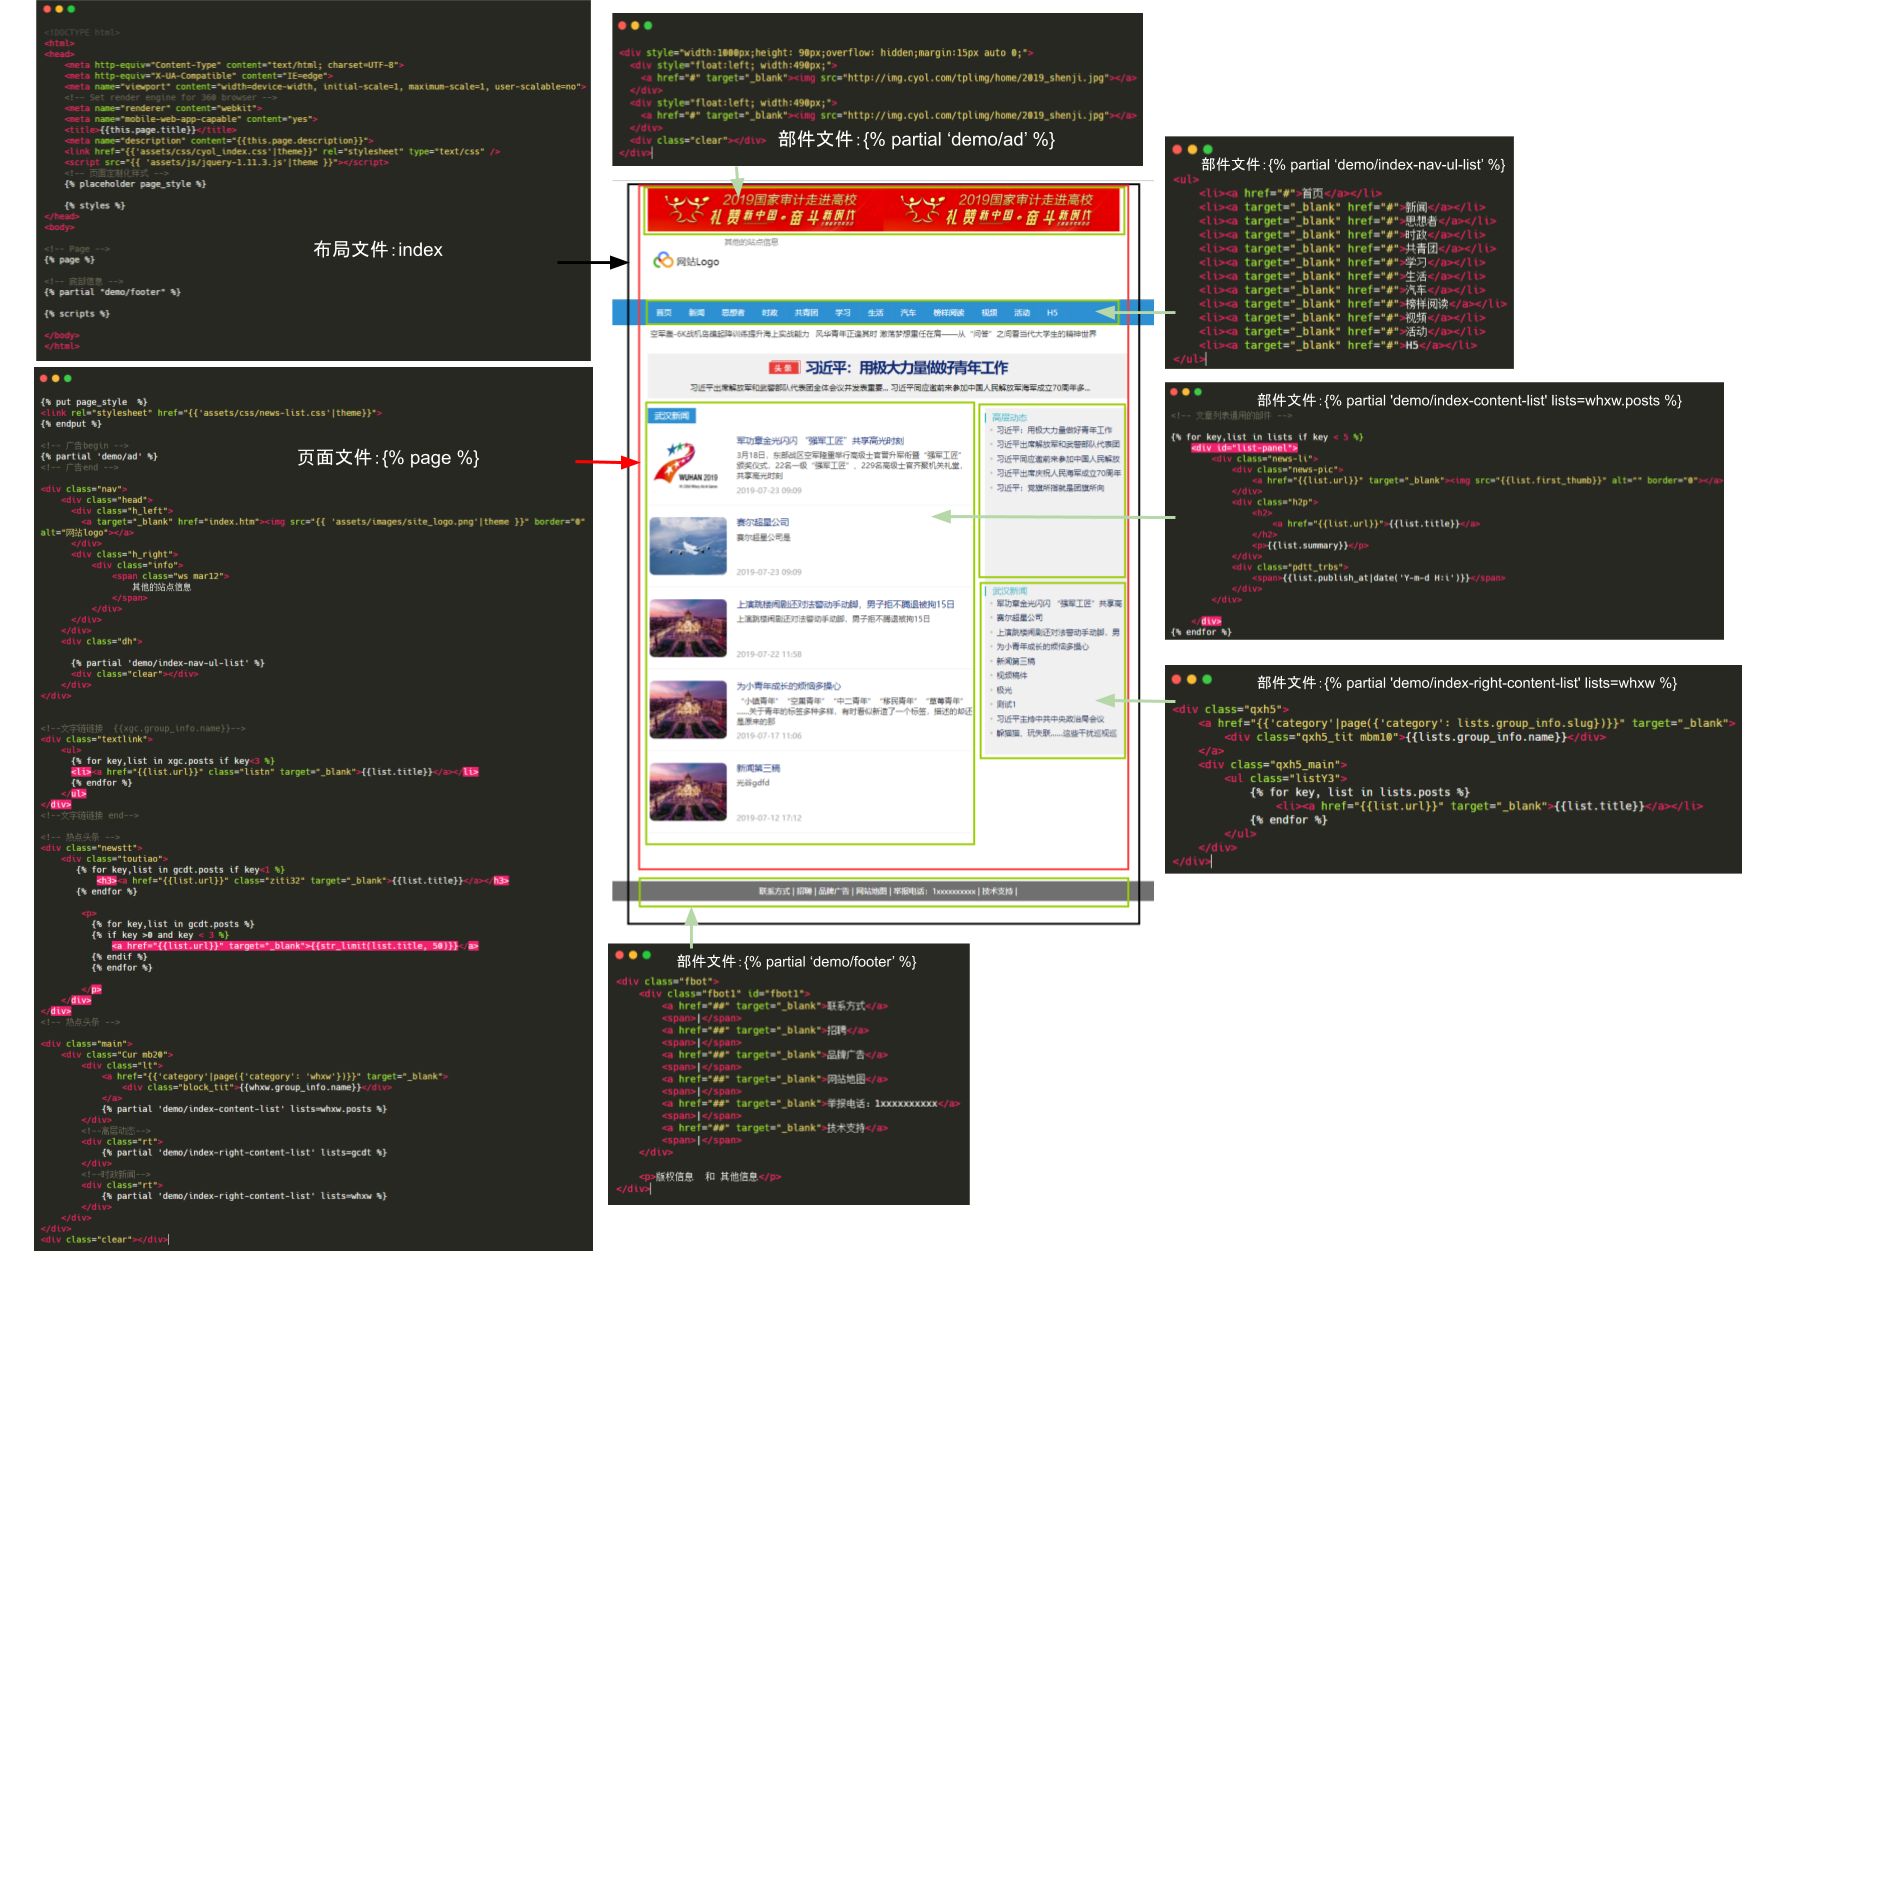 <!DOCTYPE html>
<html>
<head>
<meta http-equiv="Content-Type" content="text/html; charset=UTF-8">
<meta http-equiv="X-UA-Compatible" content="IE=edge">
<meta name="viewport" content="width=device-width, initial-scale=1, maximum-scale=1, user-scalable=no">
<!-- Set render engine for 360 browser -->
<meta name="renderer" content="webkit">
<meta name="mobile-web-app-capable" content="yes">
<title>{{this.page.title}}</title>
<meta name="description" content="{{this.page.description}}">
<link href="{{'assets/css/cyol_index.css'|theme}}" rel="stylesheet" type="text/css" />
<script src="{{ 'assets/js/jquery-1.11.3.js'|theme }}"></script>
<!-- 页面定制化样式 -->
{% placeholder page_style %}
{% styles %}
</head>
<body>
<!-- Page -->
{% page %}
<!-- 底部信息 -->
{% partial "demo/footer" %}
{% scripts %}
</body>
</html>
布局文件：index
{% put page_style  %}
<link rel="stylesheet" href="{{'assets/css/news-list.css'|theme}}">
{% endput %}
<!-- 广告begin -->
{% partial 'demo/ad' %}
<!-- 广告end -->
页面文件：{% page %}
<div class="nav">
<div class="head">
<div class="h_left">
<a target="_blank" href="index.htm"><img src="{{ 'assets/images/site_logo.png'|theme }}" border="0"
alt="网站logo"></a>
</div>
<div class="h_right">
<div class="info">
<span class="ws mar12">
其他的站点信息
</span>
</div>
</div>
</div>
<div class="dh">
{% partial 'demo/index-nav-ul-list' %}
<div class="clear"></div>
</div>
</div>
<!--文字链链接  {{xgc.group_info.name}}-->
<div class="textlink">
<ul>
{% for key,list in xgc.posts if key<3 %}
<li><a href="{{list.url}}" class="listn" target="_blank">{{list.title}}</a></li>
{% endfor %}
</ul>
</div>
<!--文字链链接 end-->
<!-- 热点头条 -->
<div class="newstt">
<div class="toutiao">
{% for key,list in gcdt.posts if key<1 %}
<h3><a href="{{list.url}}" class="ziti32" target="_blank">{{list.title}}</a></h3>
{% endfor %}
<p>
{% for key,list in gcdt.posts %}
{% if key >0 and key < 3 %}
<a href="{{list.url}}" target="_blank">{{str_limit(list.title, 50)}}</a>
{% endif %}
{% endfor %}
</p>
</div>
</div>
<!-- 热点头条 -->
<div class="main">
<div class="Cur mb20">
<div class="lt">
<a href="{{'category'|page({'category': 'whxw'})}}" target="_blank">
<div class="block_tit">{{whxw.group_info.name}}</div>
</a>
{% partial 'demo/index-content-list' lists=whxw.posts %}
</div>
<!--高层动态-->
<div class="rt">
{% partial 'demo/index-right-content-list' lists=gcdt %}
</div>
<!--时政新闻-->
<div class="rt">
{% partial 'demo/index-right-content-list' lists=whxw %}
</div>
</div>
</div>
<div class="clear"></div>
<div style="width:1000px;height: 90px;overflow: hidden;margin:15px auto 0;">
<div style="float:left; width:490px;">
<a href="#" target="_blank"><img src="http://img.cyol.com/tplimg/home/2019_shenji.jpg"></a>
</div>
<div style="float:left; width:490px;">
<a href="#" target="_blank"><img src="http://img.cyol.com/tplimg/home/2019_shenji.jpg"></a>
</div>
<div class="clear"></div>
</div>
部件文件：{% partial ‘demo/ad’ %}
2019国家审计走进高校
礼赞新中国·奋斗新时代
2019国家审计走进高校
礼赞新中国·奋斗新时代
其他的站点信息
网站Logo
首页 新闻 思想者 时政 共青团 学习 生活 汽车 榜样阅读 视频 活动 H5
空军轰-6K战机岛礁起降训练提升海上实战能力 风华青年正逢其时 激荡梦想重任在肩——从“问答”之问看当代大学生的精神世界
头条 习近平：用极大力量做好青年工作
习近平出席解放军和武警部队代表团全体会议并发表重要... 习近平同应邀前来参加中国人民解放军海军成立70周年多...
武汉新闻
WUHAN 2019
军功章金光闪闪 “强军工匠”共享高光时刻
3月18日，东部战区空军隆重举行高级士官晋升军衔暨“强军工匠”
颁奖仪式，22名一级“强军工匠”、229名高级士官齐聚机关礼堂，
共享高光时刻
2019-07-23 09:09
赛尔超星公司
赛尔超星公司是
2019-07-23 09:09
上演跳楼闹剧还对法警动手动脚，男子拒不腾退被拘15日
上演跳楼闹剧还对法警动手动脚，男子拒不腾退被拘15日
2019-07-22 11:58
为小青年成长的烦恼多操心
“小镇青年” “空巢青年” “中二青年” “移民青年” “草莓青年”
……关于青年的标签多种多样，有时看似新造了一个标签，描述的却还
是原来的那
2019-07-17 11:06
新闻第三稿
光谷gdfd
2019-07-12 17:12
高层动态
习近平：用极大力量做好青年工作
习近平出席解放军和武警部队代表团
习近平同应邀前来参加中国人民解放
习近平出席庆祝人民海军成立70周年
习近平：党旗所指就是团旗所向
武汉新闻
军功章金光闪闪 “强军工匠”共享高
赛尔超星公司
上演跳楼闹剧还对法警动手动脚，男
为小青年成长的烦恼多操心
新闻第三稿
视频稿件
极光
测试1
习近平主持中共中央政治局会议
躲猫猫、玩失联……这些干扰巡视巡
联系方式 | 招聘 | 品牌广告 | 网站地图 | 举报电话：1xxxxxxxxxx | 技术支持 |
部件文件：{% partial ‘demo/footer’ %}
<div class="fbot">
<div class="fbot1" id="fbot1">
<a href="##" target="_blank">联系方式</a>
<span>|</span>
<a href="##" target="_blank">招聘</a>
<span>|</span>
<a href="##" target="_blank">品牌广告</a>
<span>|</span>
<a href="##" target="_blank">网站地图</a>
<span>|</span>
<a href="##" target="_blank">举报电话：1xxxxxxxxxx</a>
<span>|</span>
<a href="##" target="_blank">技术支持</a>
<span>|</span>
</div>
<p>版权信息  和 其他信息</p>
</div>
部件文件：{% partial ‘demo/index-nav-ul-list’ %}
<ul>
<li><a href="#">首页</a></li>
<li><a target="_blank" href="#">新闻</a></li>
<li><a target="_blank" href="#">思想者</a></li>
<li><a target="_blank" href="#">时政</a></li>
<li><a target="_blank" href="#">共青团</a></li>
<li><a target="_blank" href="#">学习</a></li>
<li><a target="_blank" href="#">生活</a></li>
<li><a target="_blank" href="#">汽车</a></li>
<li><a target="_blank" href="#">榜样阅读</a></li>
<li><a target="_blank" href="#">视频</a></li>
<li><a target="_blank" href="#">活动</a></li>
<li><a target="_blank" href="#">H5</a></li>
</ul>
部件文件：{% partial 'demo/index-content-list' lists=whxw.posts %}
<!-- 文章列表通用的部件 -->
{% for key,list in lists if key < 5 %}
<div id="list-panel">
<div class="news-li">
<div class="news-pic">
<a href="{{list.url}}" target="_blank"><img src="{{list.first_thumb}}" alt="" border="0"></a>
</div>
<div class="h2p">
<h2>
<a href="{{list.url}}">{{list.title}}</a>
</h2>
<p>{{list.summary}}</p>
</div>
<div class="pdtt_trbs">
<span>{{list.publish_at|date('Y-m-d H:i')}}</span>
</div>
</div>
</div>
{% endfor %}
部件文件：{% partial 'demo/index-right-content-list' lists=whxw %}
<div class="qxh5">
<a href="{{'category'|page({'category': lists.group_info.slug})}}" target="_blank">
<div class="qxh5_tit mbm10">{{lists.group_info.name}}</div>
</a>
<div class="qxh5_main">
<ul class="listY3">
{% for key, list in lists.posts %}
<li><a href="{{list.url}}" target="_blank">{{list.title}}</a></li>
{% endfor %}
</ul>
</div>
</div>